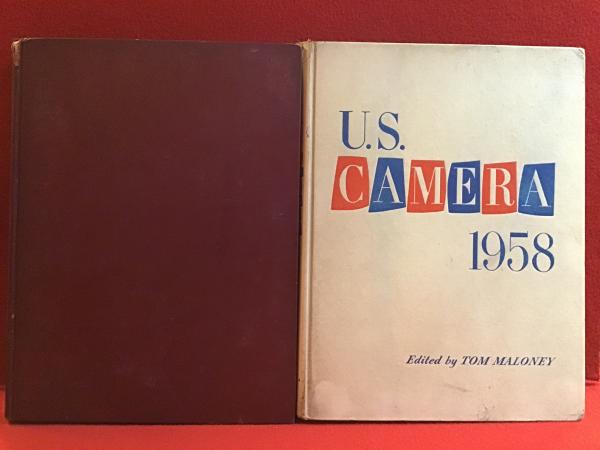 U.S.
CAMERA
1958
Edited by TOM MALONEY